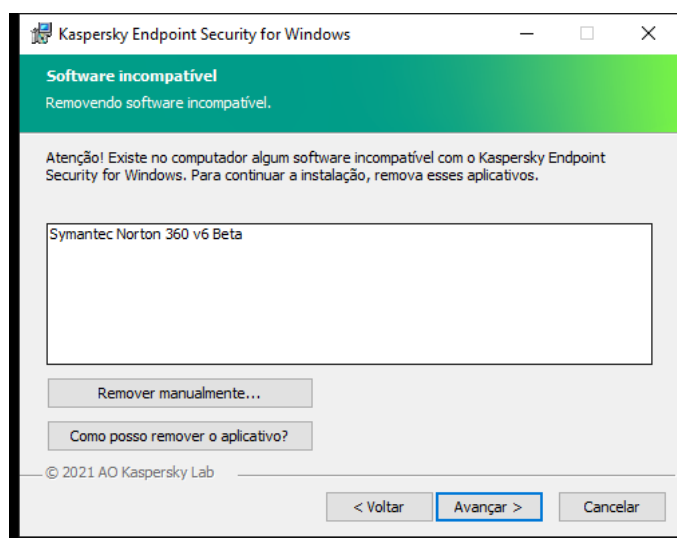 Kaspersky Endpoint Security for Windows
Software incompatível
Removendo software incompatível.
Atenção! Existe no computador algum software incompatível com o Kaspersky Endpoint
Security for Windows. Para continuar a instalação, remova esses aplicativos.
Symantec Norton 360 v6 Beta
Remover manualmente...
Como posso remover o aplicativo?
© 2021 AO Kaspersky Lab
< Voltar Avançar > Cancelar